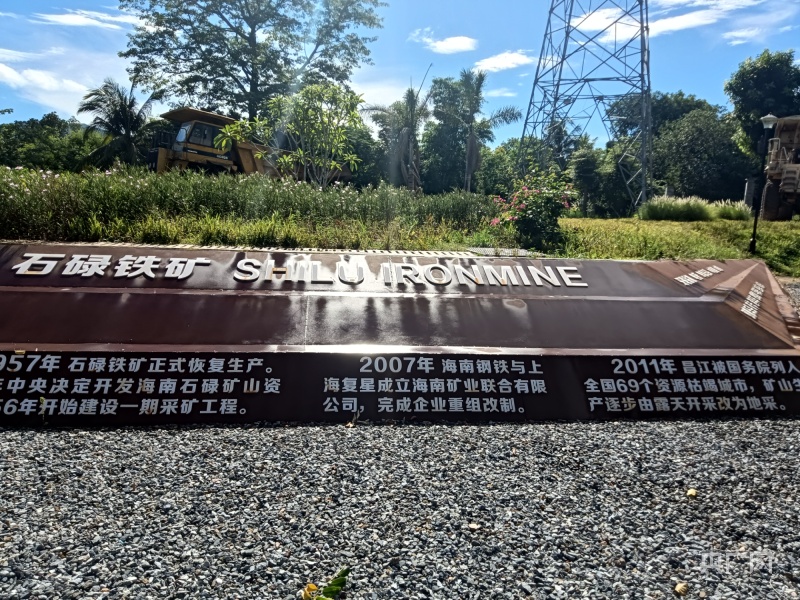 石碌铁矿 SHILU IRONMINE
957年 石碌铁矿正式恢复生产。
中央决定开发海南石碌矿山资
6年开始建设一期采矿工程。
2007年 海南钢铁与上
海复星成立海南矿业联合有限
公司，完成企业重组改制。
2011年 昌江被国务院列入
全国69个资源枯竭城市，矿山生
产逐步由露天开采改为地采。